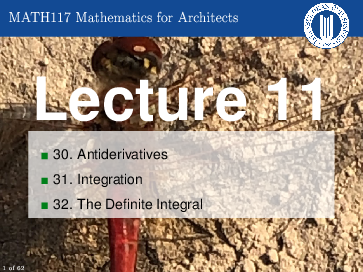 MATH117 Mathematics for Architects
Lecture 11
30. Antiderivatives
31. Integration
32. The Definite Integral
1 of 62